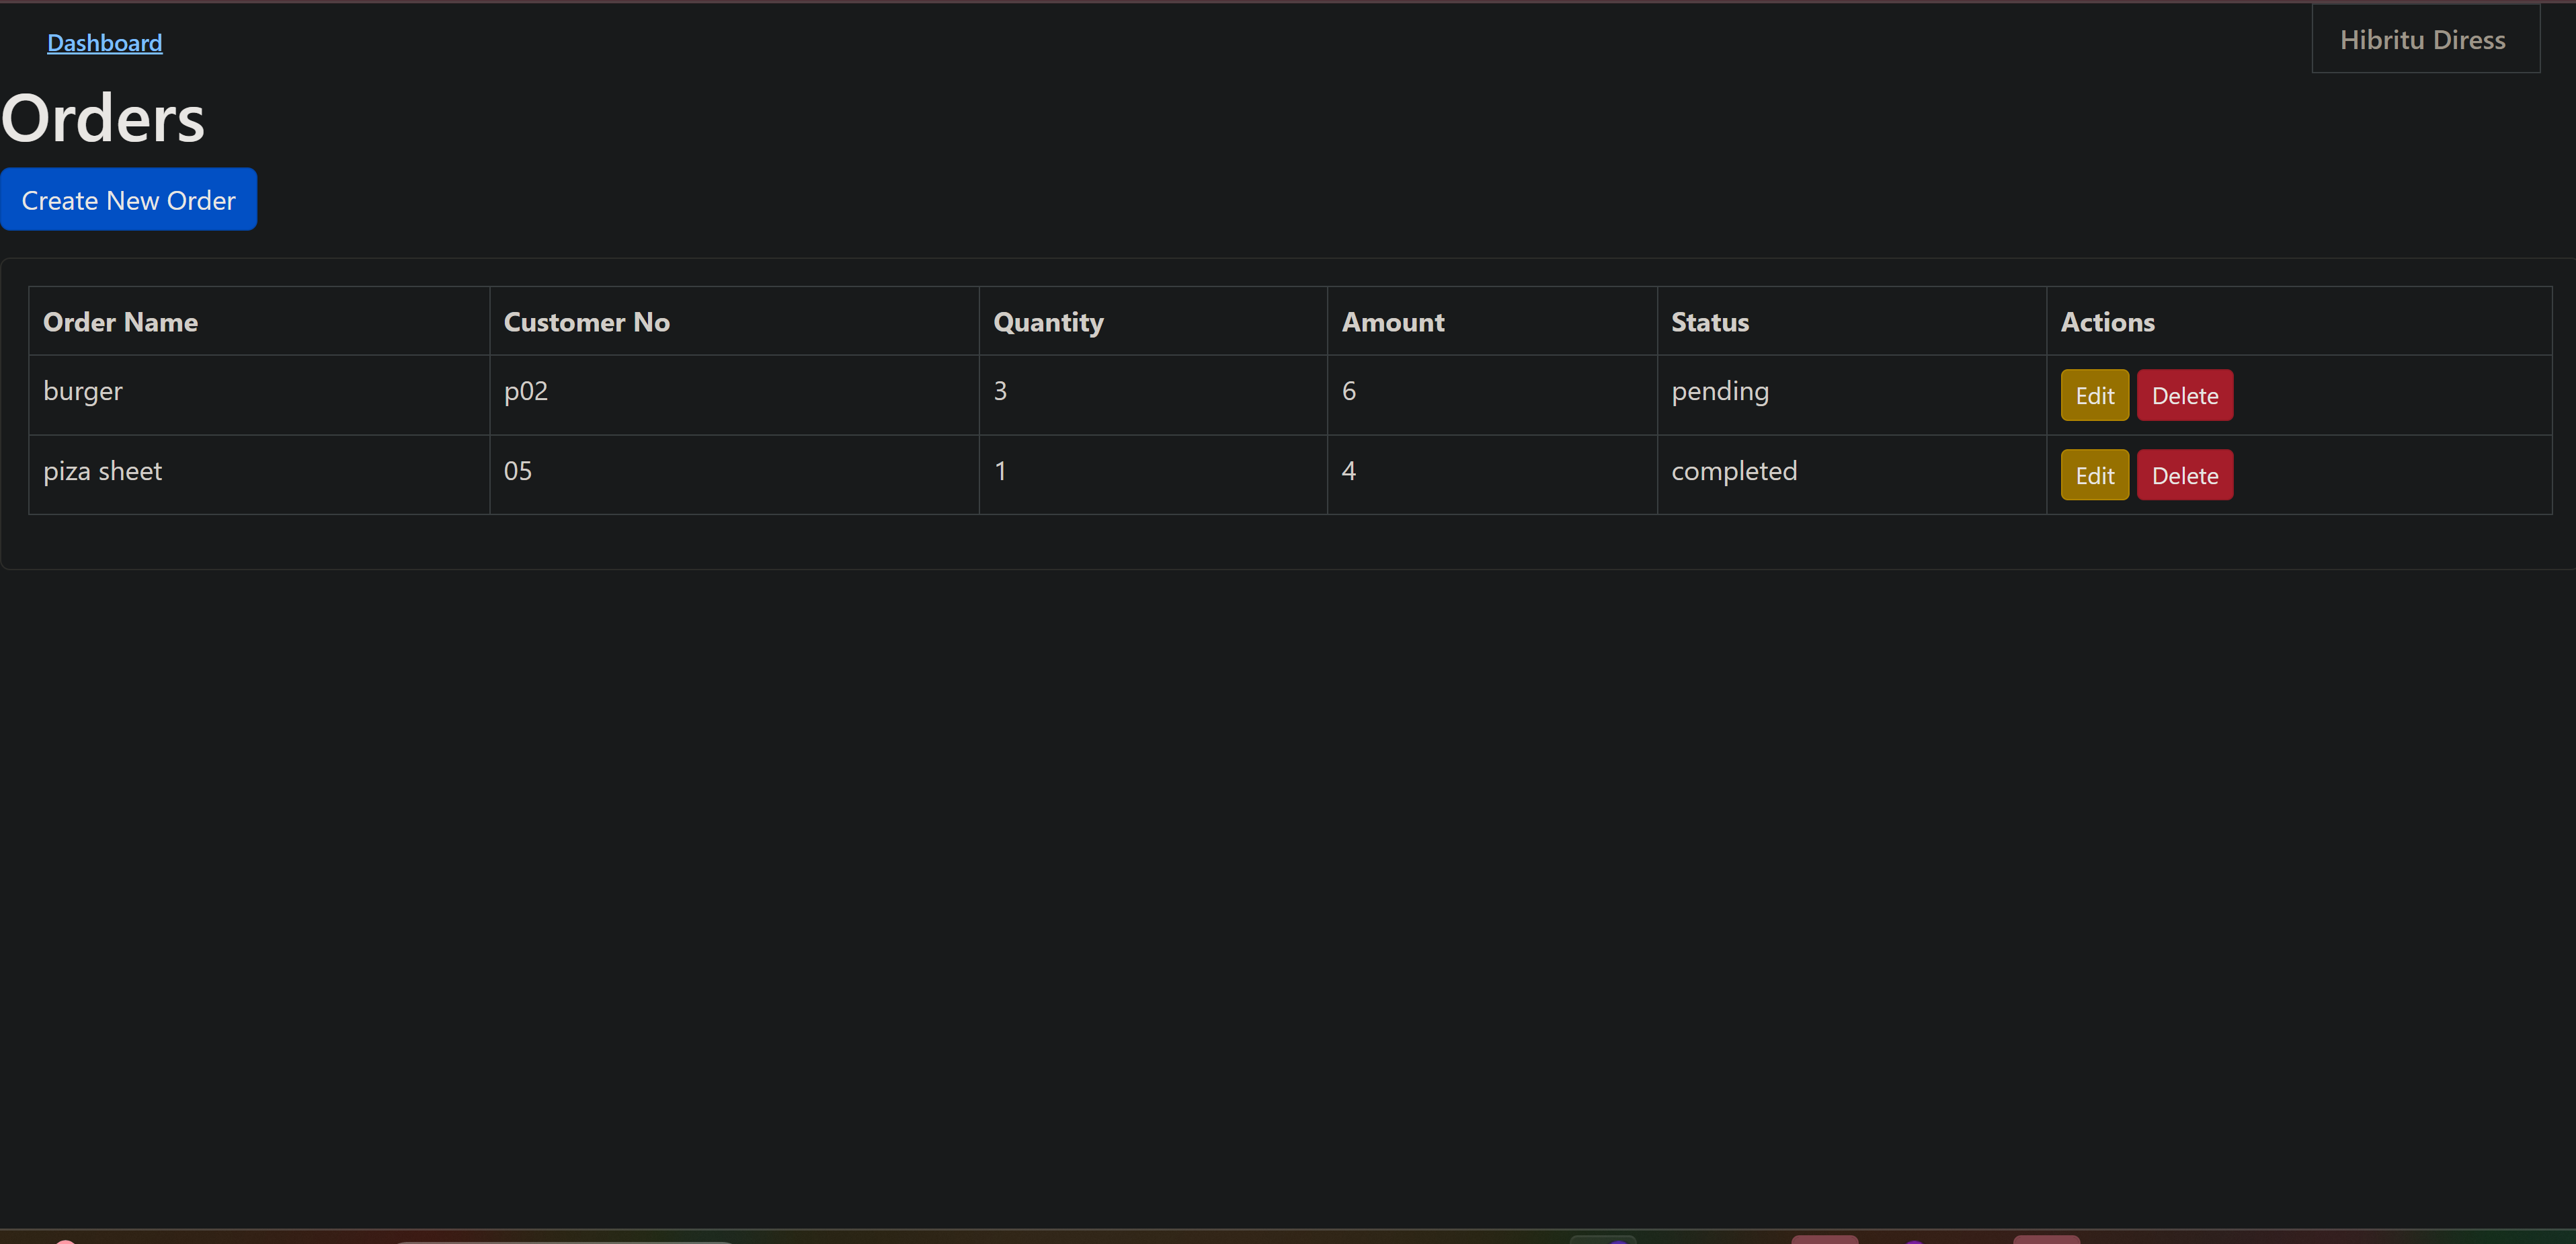 Dashboard
Hibritu Diress
Orders
Create New Order
Order Name Customer No Quantity Amount Status Actions
burger p02 3 6 pending Edit Delete
piza sheet 05 1 4 completed Edit Delete